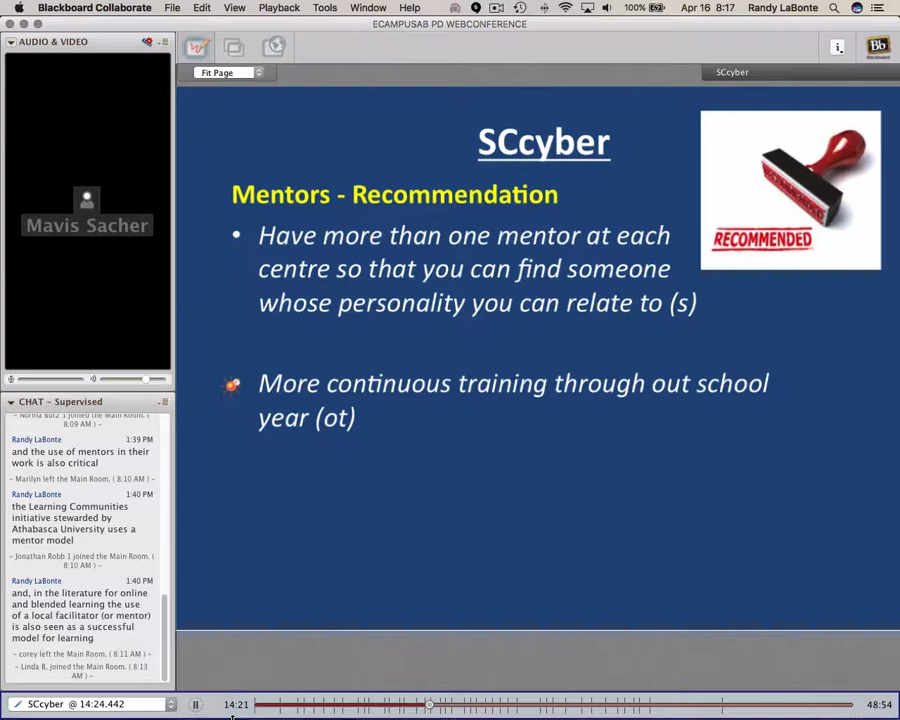 Blackboard Collaborate File Edit View Playback Tools Window Help 100% Apr 16 8:17 Randy LaBonte
ECAMPUSAB PD WEBCONFERENCE
AUDIO & VIDEO
Fit Page
SCcyber
i
Bb
Blackboard
Mavis Sacher
SCcyber
Mentors - Recommendation
• Have more than one mentor at each
centre so that you can find someone
whose personality you can relate to (s)
More continuous training through out school
year (ot)
RECOMMENDED
RECOMMENDED
CHAT - Supervised
8:09 AM ) -
Randy LaBonte 1:39 PM
and the use of mentors in their
work is also critical
- Marilyn left the Main Room. ( 8:10 AM ) -
Randy LaBonte 1:40 PM
the Learning Communities
initiative stewarded by
Athabasca University uses a
mentor model
- Jonathan Robb 1 joined the Main Room. (
8:10 AM ) -
Randy LaBonte 1:40 PM
and, in the literature for online
and blended learning the use
of a local facilitator (or mentor)
is also seen as a successful
model for learning
- corey left the Main Room. ( 8:11 AM ) -
- Linda B. joined the Main Room. ( 8:13
AM ) -
SCcyber @ 14:24.442 14:21 48:54